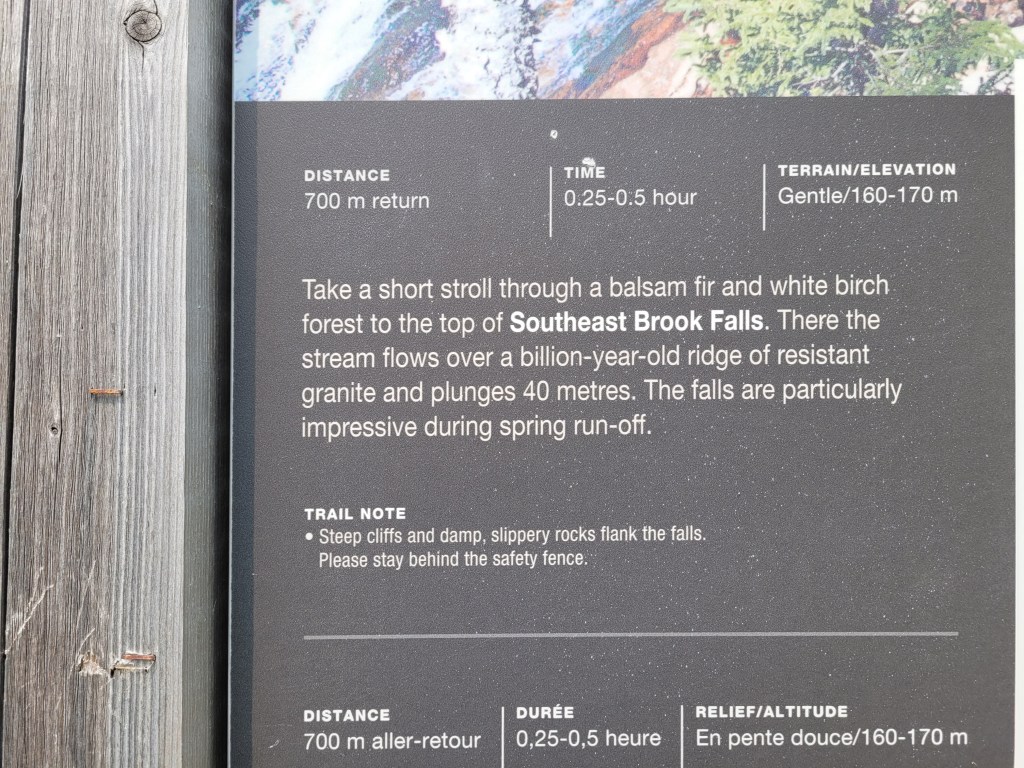 DISTANCE
700 m return
TIME
0.25-0.5 hour
TERRAIN/ELEVATION
Gentle/160-170 m
Take a short stroll through a balsam fir and white birch
forest to the top of Southeast Brook Falls. There the
stream flows over a billion-year-old ridge of resistant
granite and plunges 40 metres. The falls are particularly
impressive during spring run-off.
TRAIL NOTE
• Steep cliffs and damp, slippery rocks flank the falls.
Please stay behind the safety fence.
DISTANCE
700 m aller-retour
DURÉE
0,25-0,5 heure
RELIEF/ALTITUDE
En pente douce/160-170 m